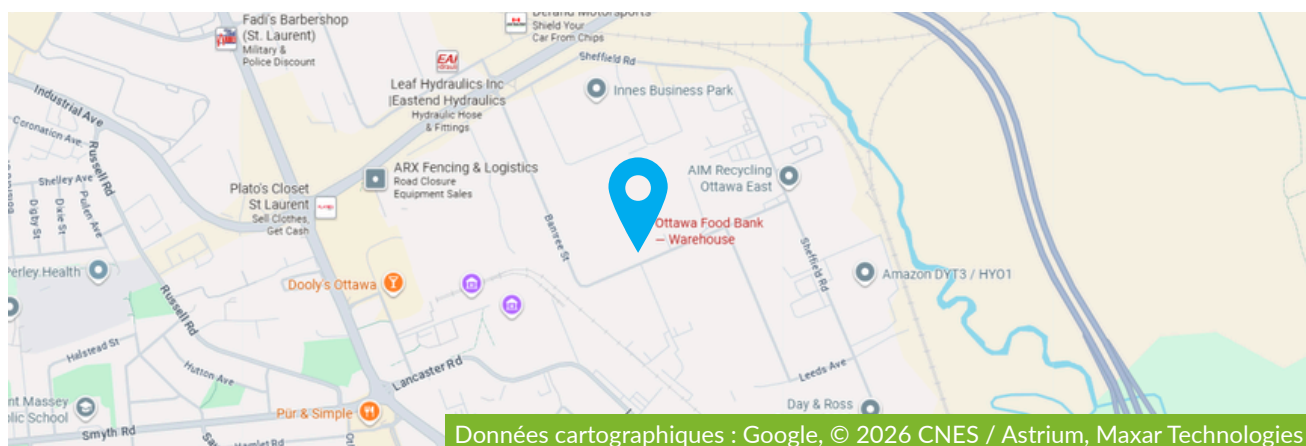 Derand Motorsports
Shield Your
Car From Chips
Fadi's Barbershop
(St. Laurent)
Military &
Police Discount
Sheffield Rd
Leaf Hydraulics Inc
|Eastend Hydraulics
Hydraulic Hose
& Fittings
Innes Business Park
Industrial Ave
Coronation Ave
Russell Rd
ARX Fencing & Logistics
Road Closure
Equipment Sales
AIM Recycling
Ottawa East
Shelley Ave
Pullen Ave
Dixie St
Digby St
Plato's Closet
St Laurent
Sell Clothes,
Get Cash
Bantree St
Ottawa Food Bank
– Warehouse
Sheffield Rd
Perley Health
Dooly's Ottawa
Amazon DYT3 / HYO1
Russell Rd
Halstead St
Hutton Ave
Lancaster Rd
Leeds Ave
nt Massey
blic School
Pür & Simple
Day & Ross
Smyth Rd
Données cartographiques : Google, © 2026 CNES / Astrium, Maxar Technologies